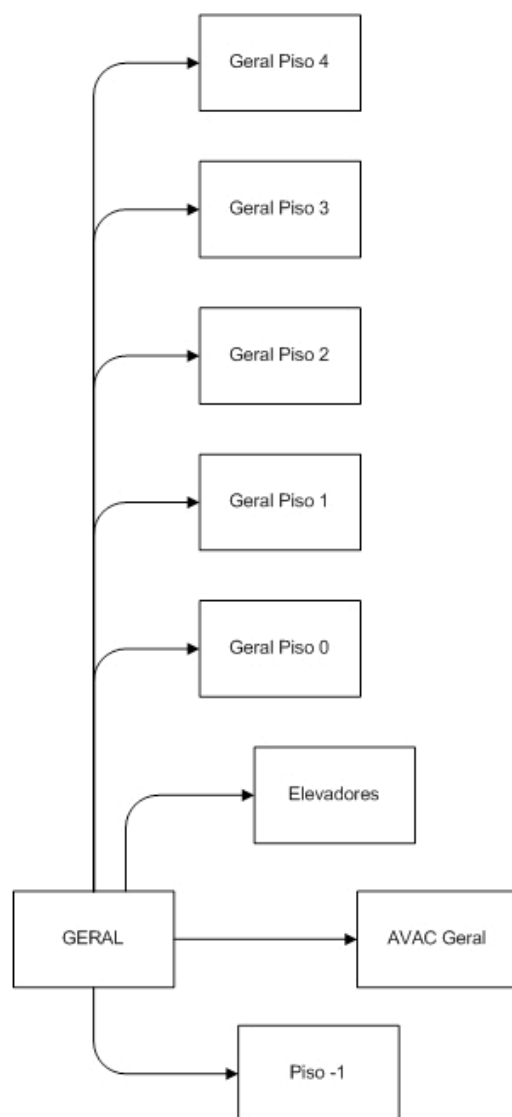 Geral Piso 4
Geral Piso 3
Geral Piso 2
Geral Piso 1
Geral Piso 0
Elevadores
GERAL
AVAC Geral
Piso -1